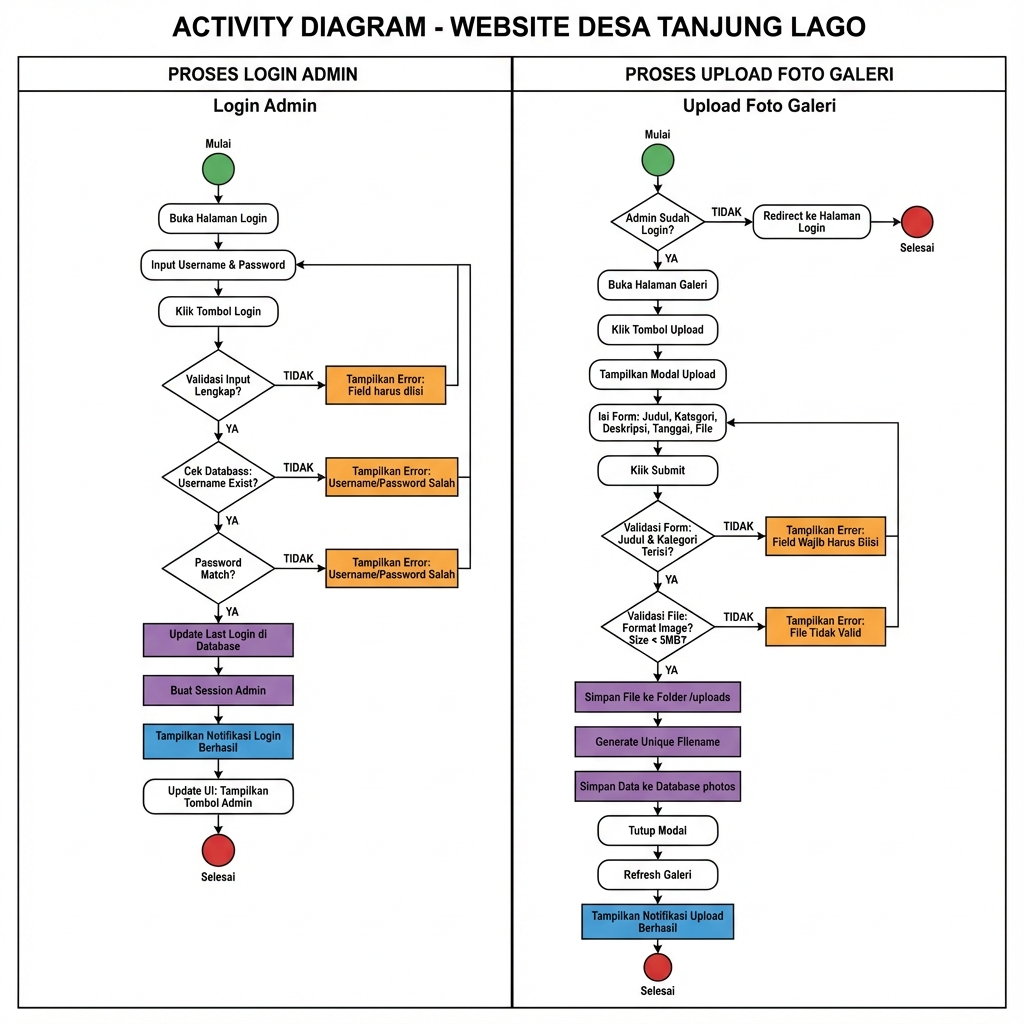 ACTIVITY DIAGRAM - WEBSITE DESA TANJUNG LAGO
PROSES LOGIN ADMIN
Login Admin
Mulai
Buka Halaman Login
Input Username & Password
Klik Tombol Login
Validasi Input
Lengkap?
TIDAK
Tampilkan Error:
Field harus dlisi
YA
Cek Databass:
Username Exist?
TIDAK
Tampilkan Error:
Username/Password Salah
YA
Password
Match?
TIDAK
Tampilkan Error:
Username/Password Salah
YA
Update Last Login di
Database
Buat Session Admin
Tampilkan Notifikasi Login
Berhasil
Update UI: Tampilkan
Tombol Admin
Selesai
PROSES UPLOAD FOTO GALERI
Upload Foto Galeri
Mulai
Admin Sudah
Login?
TIDAK
Redirect ke Halaman
Login
Selesai
YA
Buka Halaman Galeri
Klik Tombol Upload
Tampilkan Modal Upload
Isi Form: Judul, Katsgori,
Deskripsi, Tanggai, File
Kiik Submit
Validasi Form:
Judul & Kalegori
Terisi?
TIDAK
Tampilkan Errer:
Field Wajlb Harus Biisi
YA
Validasi File:
Format Image?
Size < 5MB?
TIDAK
Tampilkan Error:
File Tidak Valid
YA
Simpan File ke Folder /uploads
Generate Unique Fllename
Simpan Data ke Database photos
Tutup Modai
Refresh Galeri
Tampilkan Notifikasi Upload
Berhasil
Selesai